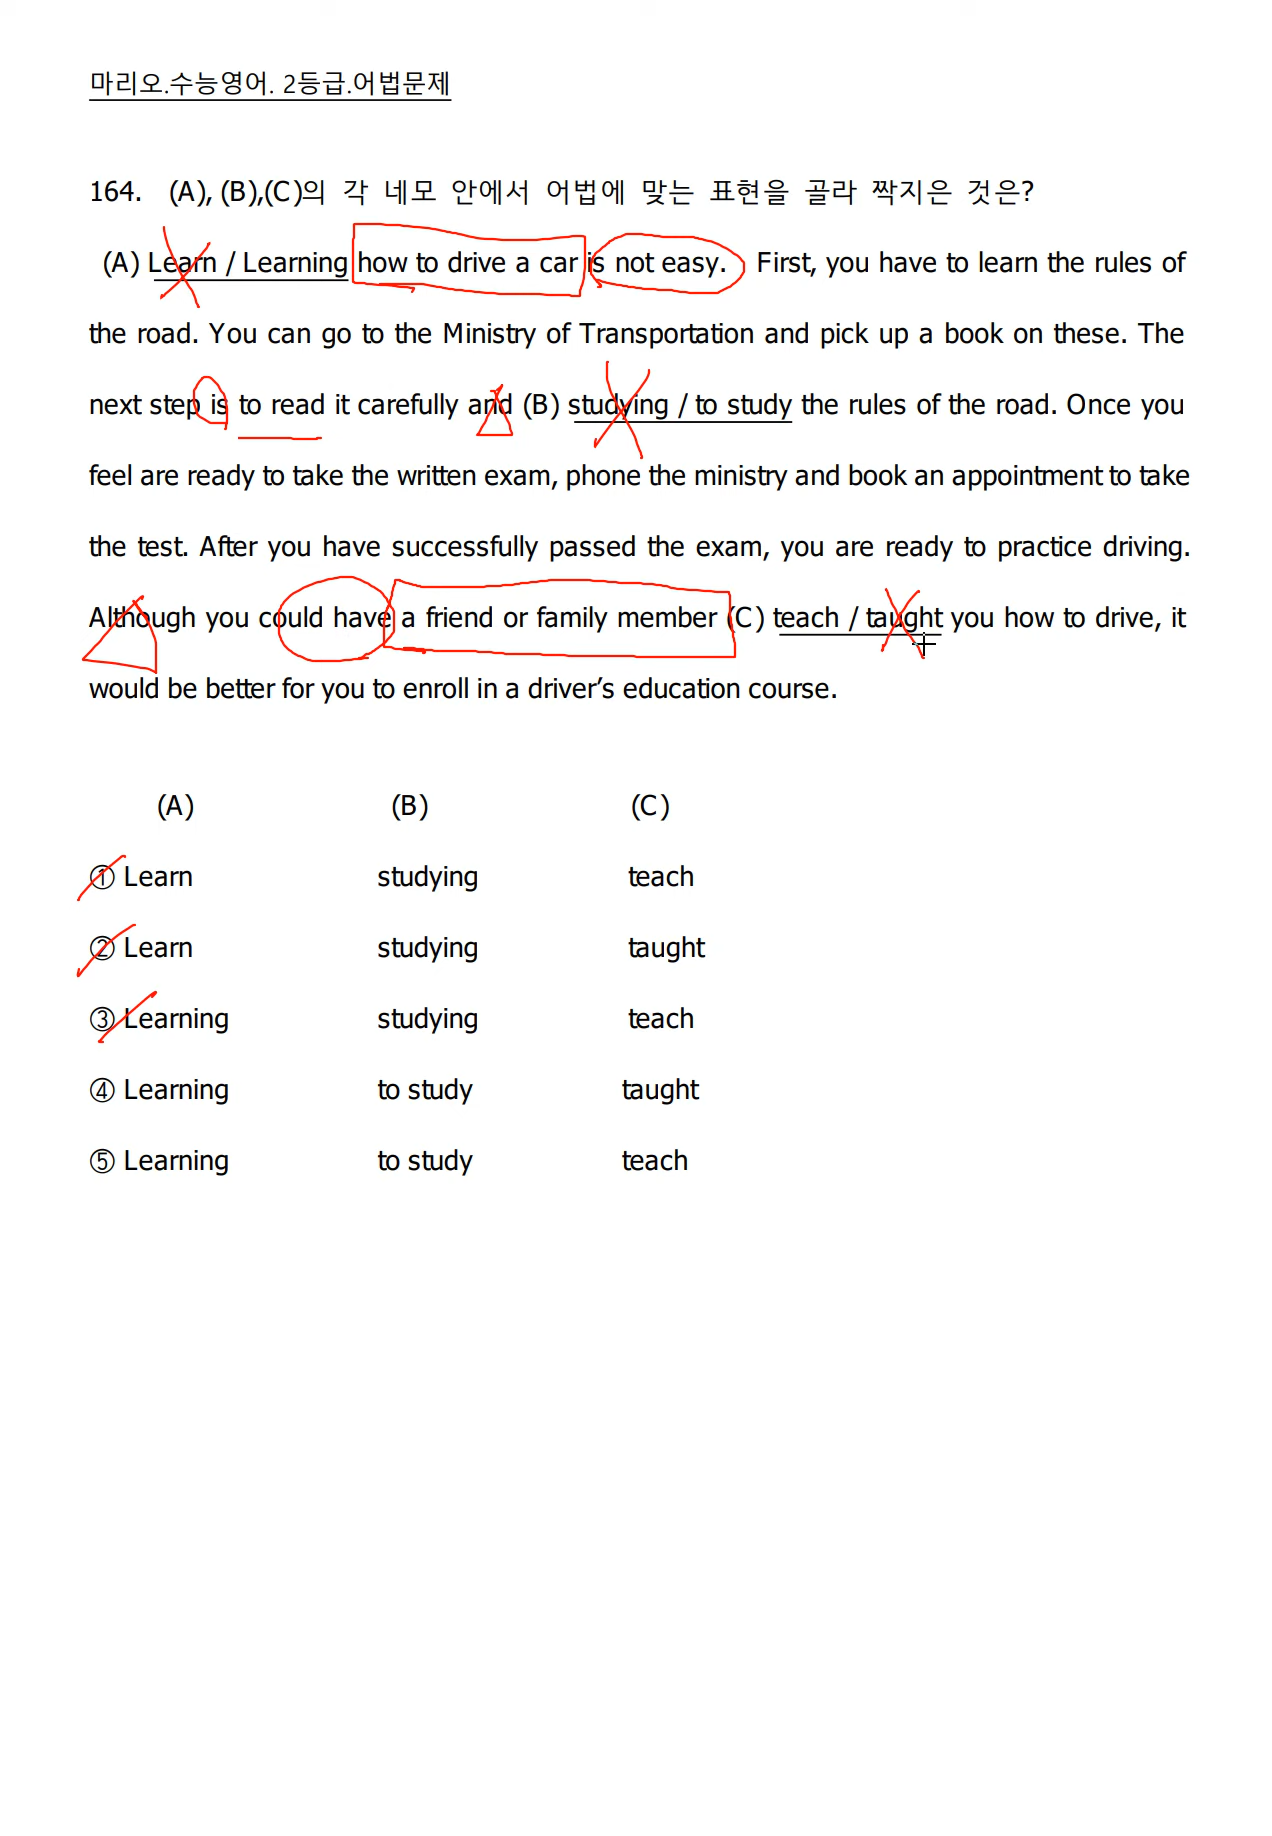 마리오.수능영어. 2등급.어법문제
164. (A), (B),(C)의 각 네모 안에서 어법에 맞는 표현을 골라 짝지은 것은?
(A) Learn / Learning how to drive a car is not easy. First, you have to learn the rules of
the road. You can go to the Ministry of Transportation and pick up a book on these. The
next step is to read it carefully and (B) studying / to study the rules of the road. Once you
feel are ready to take the written exam, phone the ministry and book an appointment to take
the test. After you have successfully passed the exam, you are ready to practice driving.
Although you could have a friend or family member (C) teach / taught you how to drive, it
would be better for you to enroll in a driver’s education course.
(A) (B) (C)
① Learn studying teach
② Learn studying taught
③ Learning studying teach
④ Learning to study taught
⑤ Learning to study teach